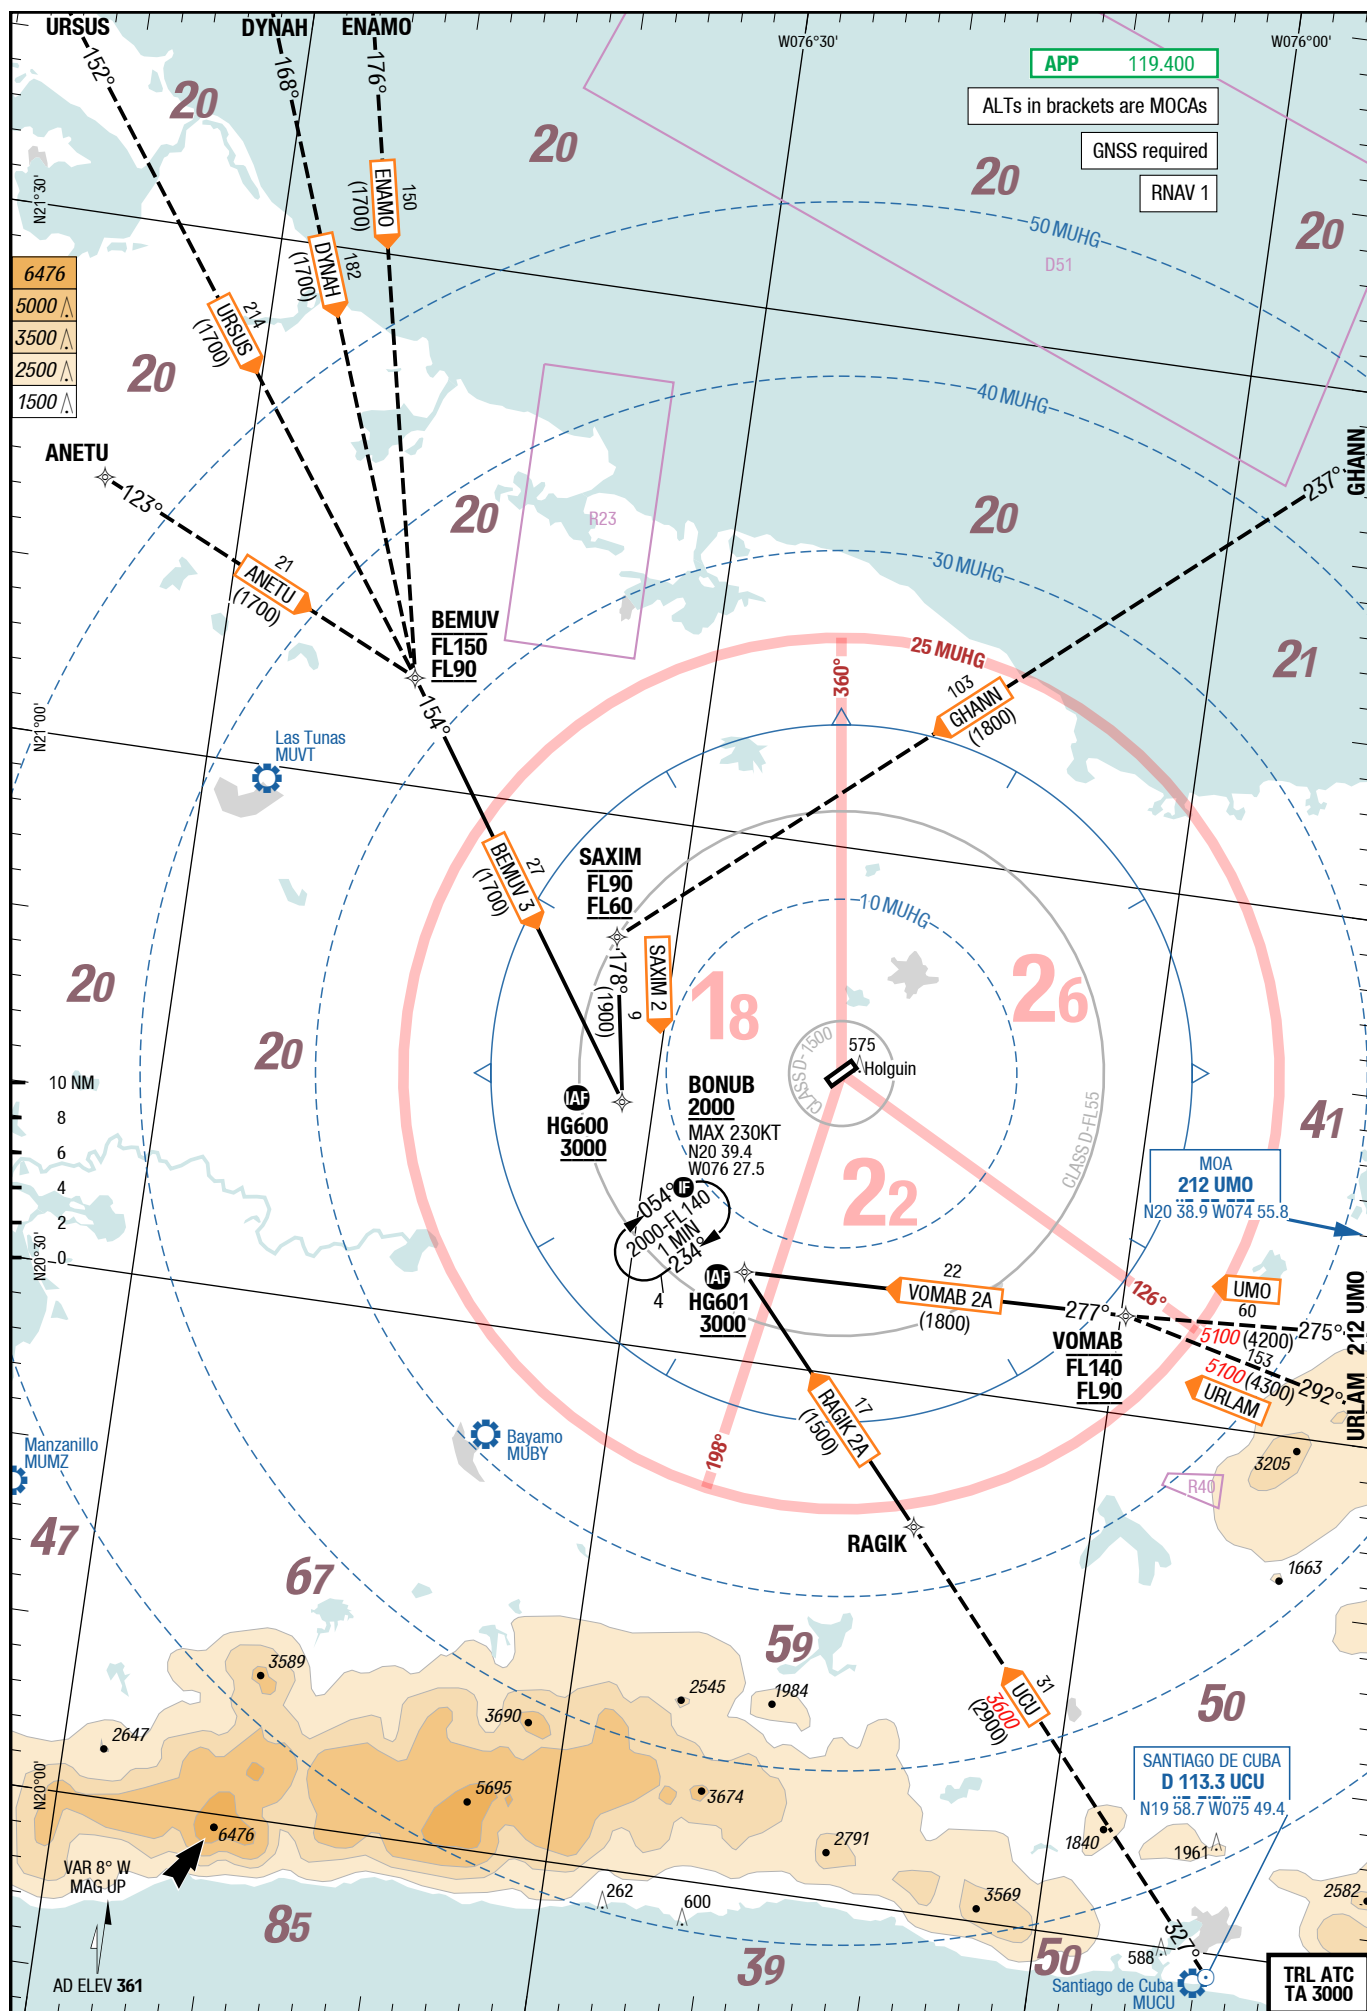 URSUS
DYNAH
ENAMO
W076°30'
W076°00'
APP 119.400
ALTs in brackets are MOCAs
GNSS required
RNAV 1
152°
168°
176°
20
20
20
20
N21°30'
ENAMO
150
(1700)
DYNAH
182
(1700)
URSUS
214
(1700)
50 MUHG
D51
6476
5000
3500
2500
1500
20
40 MUHG
ANETU
123°
GHANN
237°
20
R23
20
30 MUHG
21
ANETU
(1700)
BEMUV
FL150
FL90
25 MUHG
21
360°
103
GHANN
(1800)
154°
N21°00'
Las Tunas
MUVT
BEMUV 3
27
(1700)
SAXIM
FL90
FL60
10 MUHG
178°
(1900)
9
SAXIM 2
20
18
26
20
CLASS D-1500
575
Holguin
10 NM
8
6
4
2
0
IAF
HG600
3000
BONUB
2000
MAX 230KT
N20 39.4
W076 27.5
CLASS D-FL55
41
MOA
212 UMO
N20 38.9 W074 55.8
IF
054°
2000-FL140
1 MIN
234°
4
22
N20°30'
IAF
HG601
3000
22
VOMAB 2A
(1800)
277°
126°
UMO
60
5100 (4200)
275°
212 UMO
VOMAB
FL140
FL90
153
5100 (4300)
292°
URLAM
URLAM
RAGIK 2A
17
(1500)
198°
Manzanillo
MUMZ
Bayamo
MUBY
3205
R40
RAGIK
47
67
59
1663
3589
2545
1984
3690
2647
UCU
31
3600
(2900)
50
N20°00'
SANTIAGO DE CUBA
D 113.3 UCU
N19 58.7 W075 49.4
5695
3674
6476
2791
1840
1961
VAR 8° W
MAG UP
262
600
3569
2582
85
39
50
588
327°
AD ELEV 361
Santiago de Cuba
MUCU
TRL ATC
TA 3000